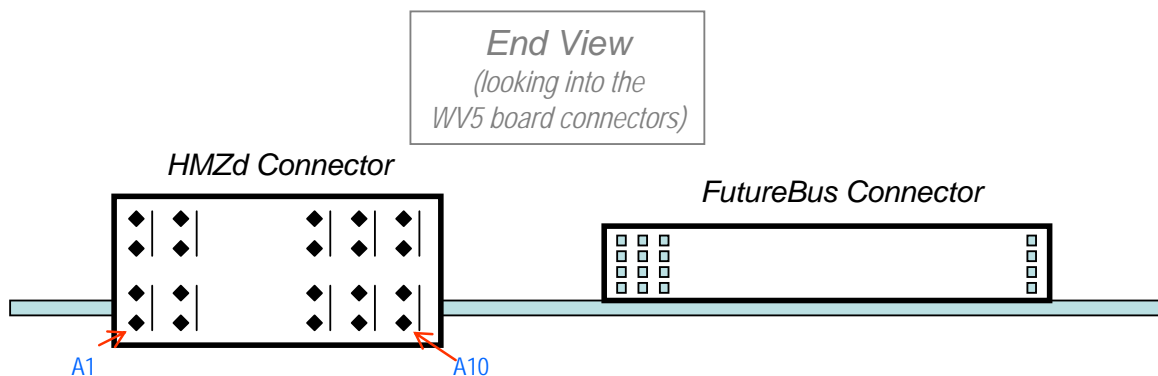 End View
(looking into the
WV5 board connectors)
HMZd Connector
FutureBus Connector
A1
A10